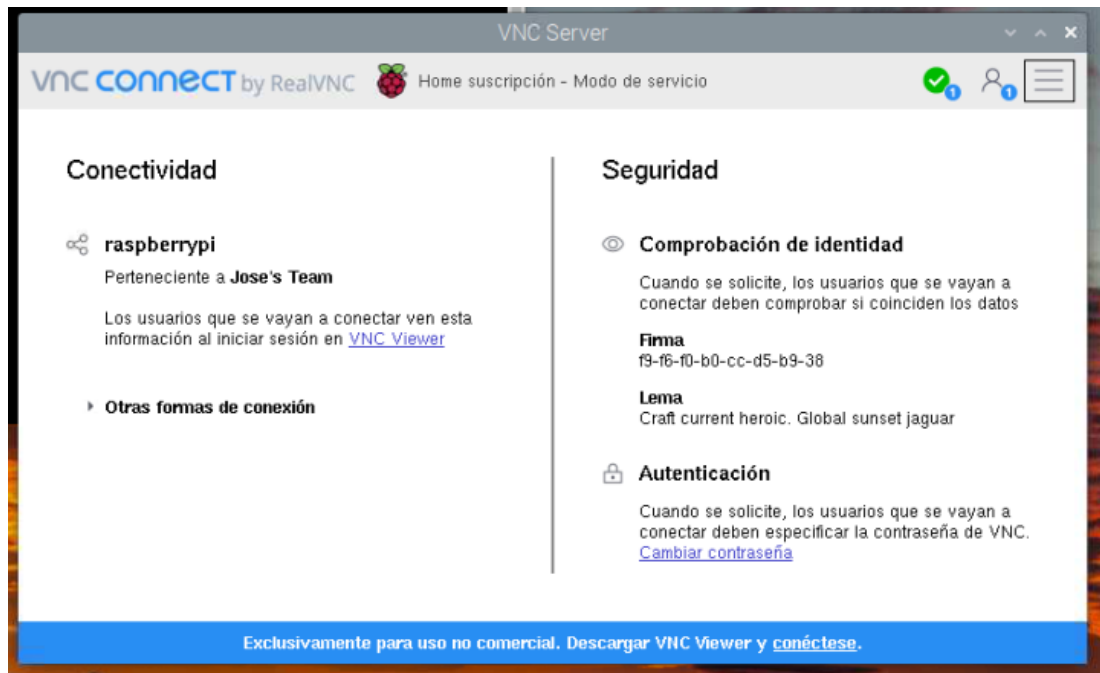 VNC Server
VNC CONNECT by RealVNC
Home suscripción - Modo de servicio
1
1
Conectividad
raspberrypi
Perteneciente a Jose's Team
Los usuarios que se vayan a conectar ven esta
información al iniciar sesión en VNC Viewer
Otras formas de conexión
Seguridad
Comprobación de identidad
Cuando se solicite, los usuarios que se vayan a
conectar deben comprobar si coinciden los datos
Firma
f9-f6-f0-b0-cc-d5-b9-38
Lema
Craft current heroic. Global sunset jaguar
Autenticación
Cuando se solicite, los usuarios que se vayan a
conectar deben especificar la contraseña de VNC.
Cambiar contraseña
Exclusivamente para uso no comercial. Descargar VNC Viewer y conéctese.